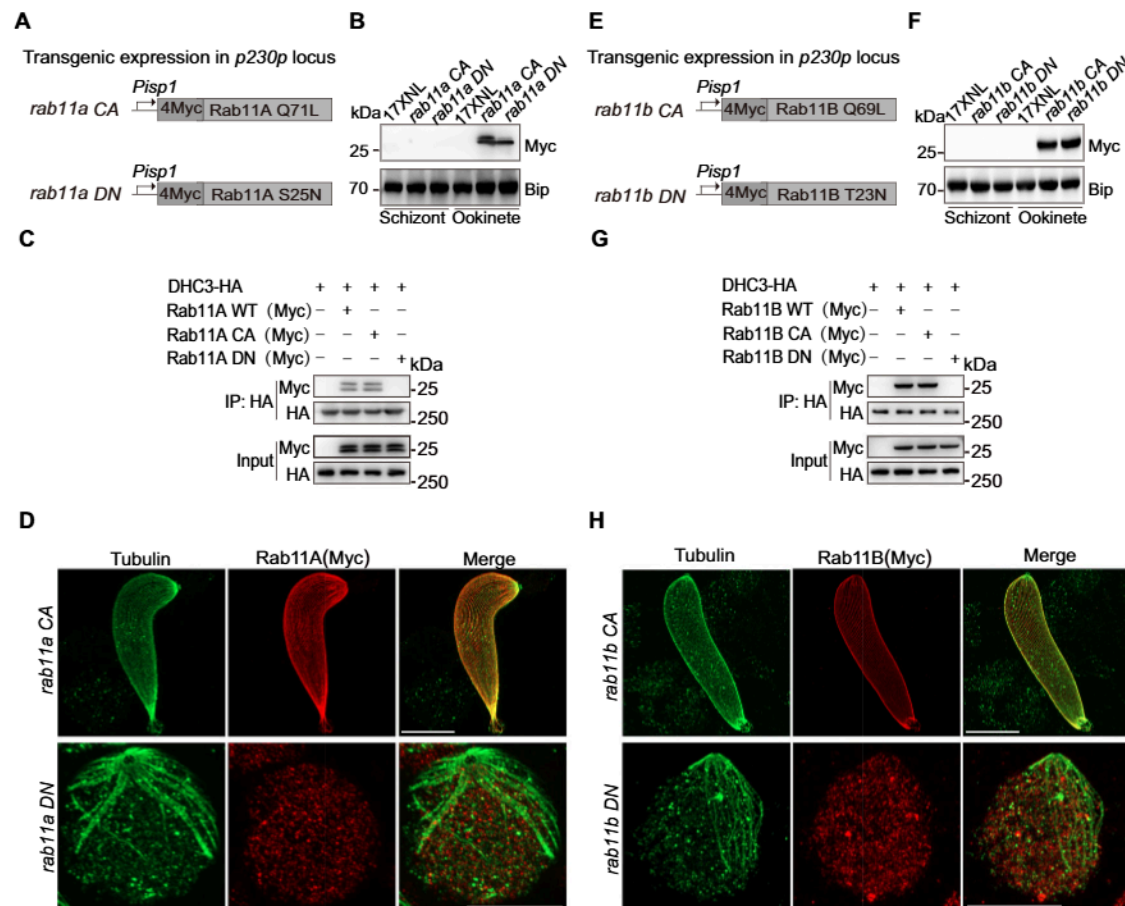 A
Transgenic expression in p230p locus
Pisp1
rab11a CA
4Myc Rab11A Q71L
Pisp1
rab11a DN
4Myc Rab11A S25N
B
17XNL rab11a CA rab11a DN 17XNL rab11a CA rab11a DN
kDa
25
Myc
70
Bip
Schizont Ookinete
E
Transgenic expression in p230p locus
Pisp1
rab11b CA
4Myc Rab11B Q69L
Pisp1
rab11b DN
4Myc Rab11B T23N
F
17XNL rab11b CA rab11b DN 17XNL rab11b CA rab11b DN
kDa
25
Myc
70
Bip
Schizont Ookinete
C
DHC3-HA + + + +
Rab11A WT (Myc) − + − −
Rab11A CA (Myc) − − + −
Rab11A DN (Myc) − − − +
kDa
IP: HA
Myc -25
HA -250
Input
Myc -25
HA -250
G
DHC3-HA + + + +
Rab11B WT (Myc) − + − −
Rab11B CA (Myc) − − + −
Rab11B DN (Myc) − − − +
kDa
IP: HA
Myc -25
HA -250
Input
Myc -25
HA -250
D
Tubulin Rab11A(Myc) Merge
rab11a CA
rab11a DN
H
Tubulin Rab11B(Myc) Merge
rab11b CA
rab11b DN